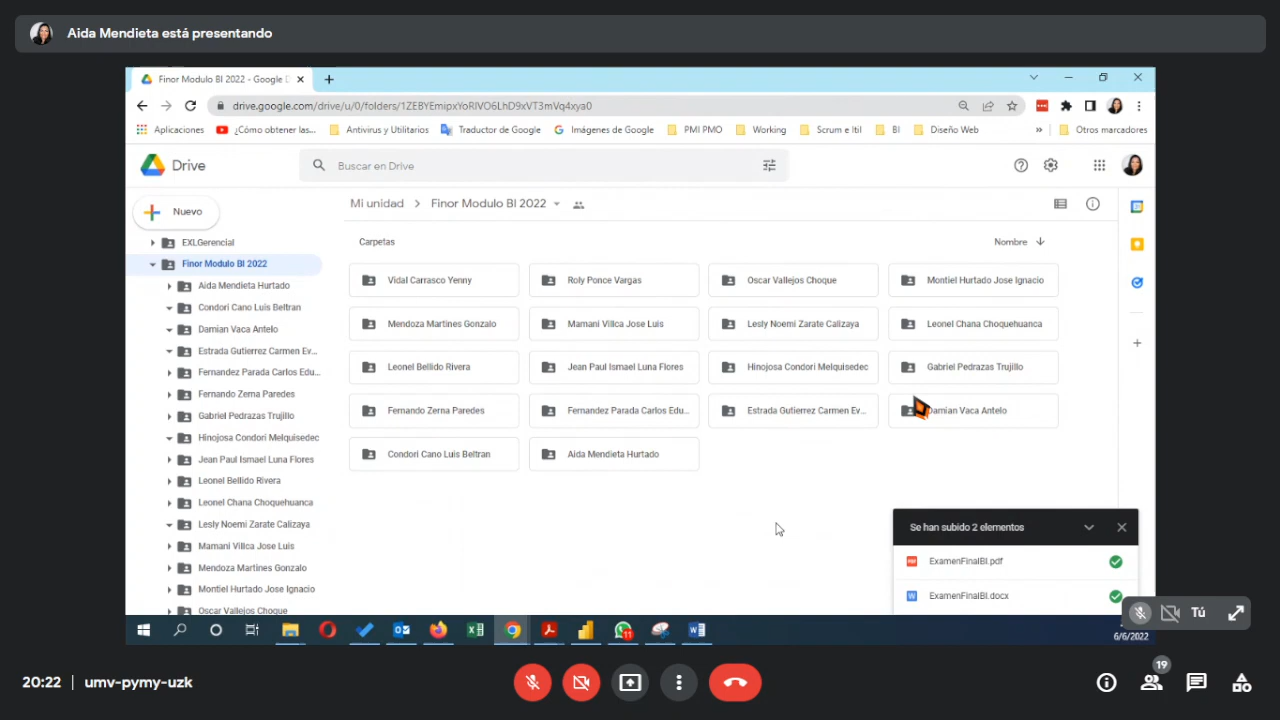 Aida Mendieta está presentando
Finor Modulo BI 2022 - Google D
drive.google.com/drive/u/0/folders/1ZEBYEmipxYoRlVO6LhD9xVT3mVq4xya0
Aplicaciones
¿Cómo obtener las...
Antivirus y Utilitarios
Traductor de Google
Imágenes de Google
PMI PMO
Working
Scrum e Itil
BI
Diseño Web
»
Otros marcadores
Drive
Buscar en Drive
Nuevo
Mi unidad
Finor Modulo BI 2022
EXLGerencial
Finor Modulo BI 2022
Aida Mendieta Hurtado
Condori Cano Luis Beltran
Damian Vaca Antelo
Estrada Gutierrez Carmen Ev...
Fernandez Parada Carlos Edu...
Fernando Zerna Paredes
Gabriel Pedrazas Trujillo
Hinojosa Condori Melquisedec
Jean Paul Ismael Luna Flores
Leonel Bellido Rivera
Leonel Chana Choquehuanca
Lesly Noemi Zarate Calizaya
Mamani Villca Jose Luis
Mendoza Martines Gonzalo
Montiel Hurtado Jose Ignacio
Oscar Vallejos Choque
Carpetas
Nombre
Vidal Carrasco Yenny
Roly Ponce Vargas
Oscar Vallejos Choque
Montiel Hurtado Jose Ignacio
Mendoza Martines Gonzalo
Mamani Villca Jose Luis
Lesly Noemi Zarate Calizaya
Leonel Chana Choquehuanca
Leonel Bellido Rivera
Jean Paul Ismael Luna Flores
Hinojosa Condori Melquisedec
Gabriel Pedrazas Trujillo
Fernando Zerna Paredes
Fernandez Parada Carlos Edu...
Estrada Gutierrez Carmen Ev...
Damian Vaca Antelo
Condori Cano Luis Beltran
Aida Mendieta Hurtado
Se han subido 2 elementos
ExamenFinalBI.pdf
ExamenFinalBI.docx
Tú
11
6/6/2022
20:22 | umv-pymy-uzk
19